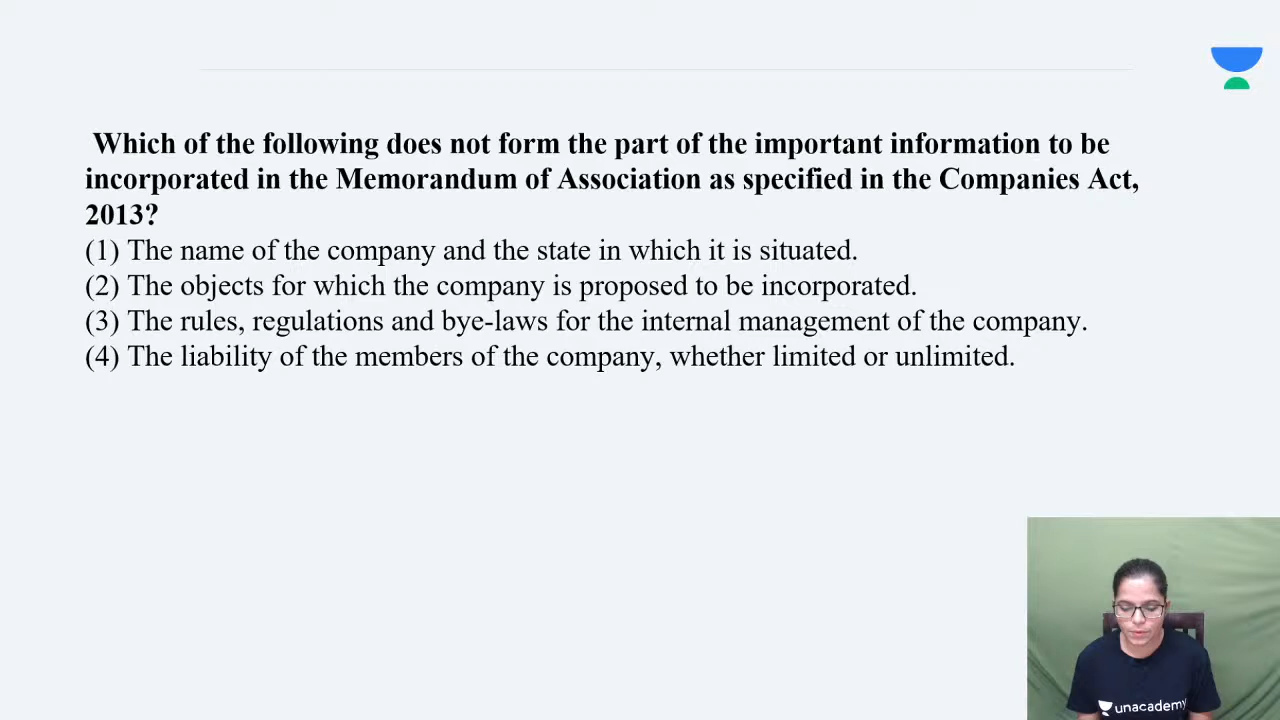 Which of the following does not form the part of the important information to be
incorporated in the Memorandum of Association as specified in the Companies Act,
2013?
(1) The name of the company and the state in which it is situated.
(2) The objects for which the company is proposed to be incorporated.
(3) The rules, regulations and bye-laws for the internal management of the company.
(4) The liability of the members of the company, whether limited or unlimited.
unacademy